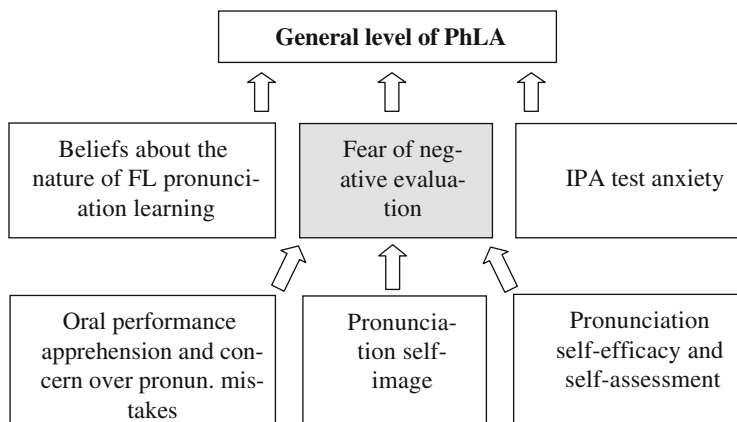 General level of PhLA
Beliefs about the
nature of FL pronunci-
ation learning
Fear of neg-
ative evalua-
tion
IPA test anxiety
Oral performance
apprehension and con-
cern over pronun. mis-
takes
Pronuncia-
tion self-
image
Pronunciation
self-efficacy and
self-assessment